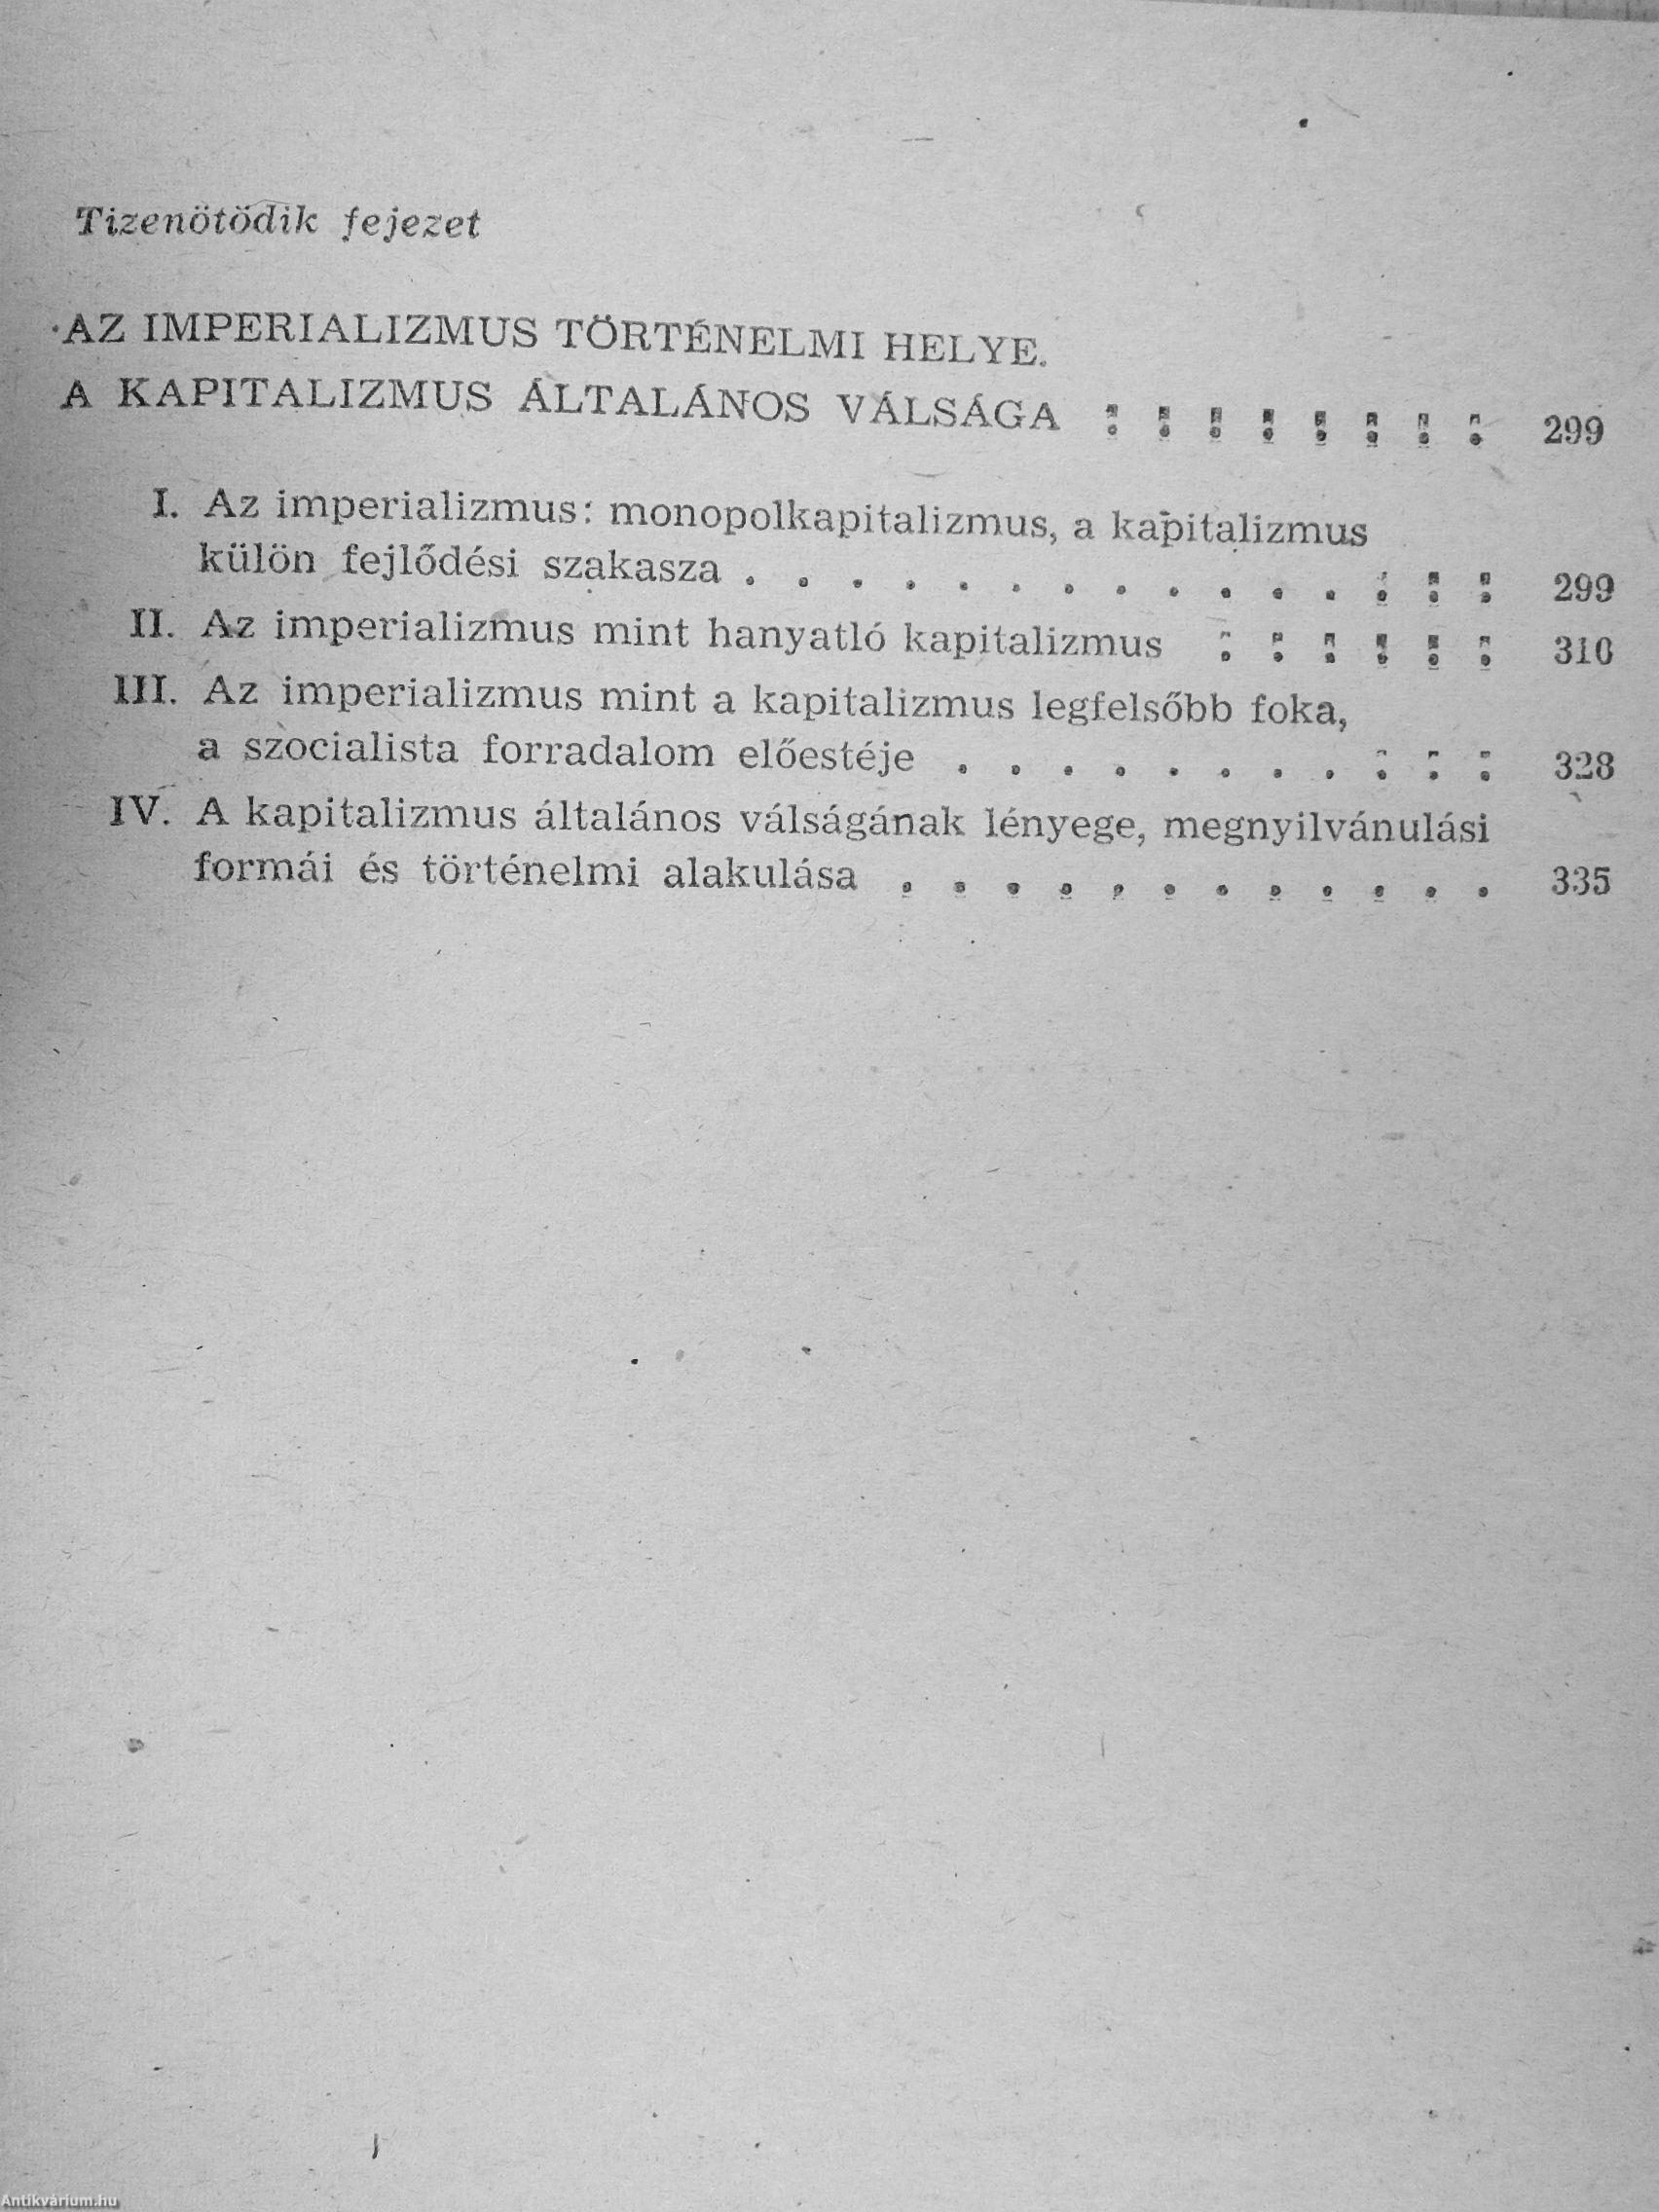 Tizenötödik fejezet
AZ IMPERIALIZMUS TÖRTÉNELMI HELYE.
A KAPITALIZMUS ÁLTALÁNOS VÁLSÁGA : : : : : : : : 299
I. Az imperializmus: monopolkapitalizmus, a kapitalizmus
külön fejlődési szakasza . . . . . . . . . . . . : : : 299
II. Az imperializmus mint hanyatló kapitalizmus : : : : : : 310
III. Az imperializmus mint a kapitalizmus legfelsőbb foka,
a szocialista forradalom előestéje . . . . . . . . : : : 328
IV. A kapitalizmus általános válságának lényege, megnyilvánulási
formái és történelmi alakulása . . . . . . . . . . . . 335
Antikvárium.hu